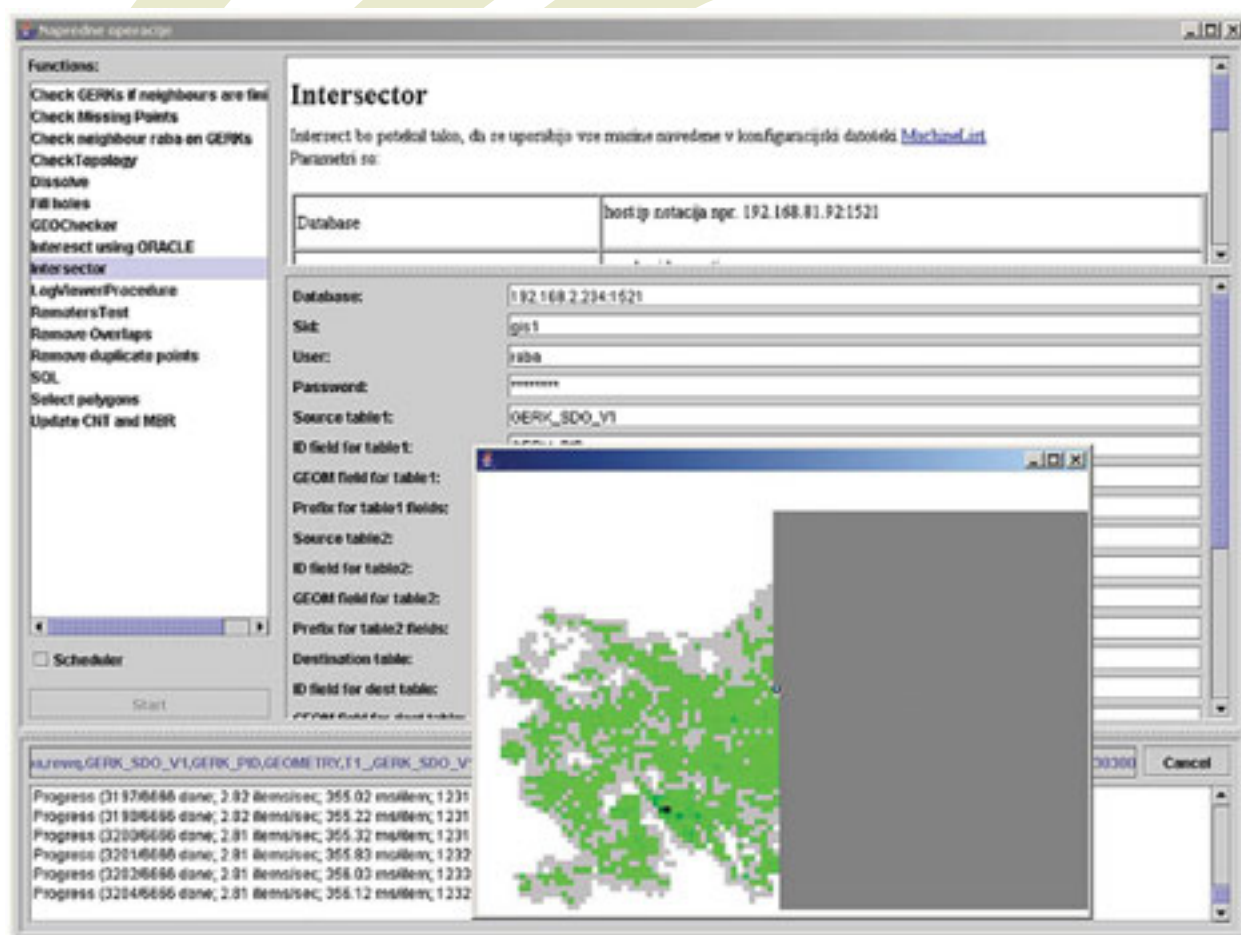 Napredne operacije
Functions:
Check GERKs if neighbours are fini
Check Missing Points
Check neighbour raba on GERKs
CheckTopology
Dissolve
Fill holes
GEOChecker
Interesct using ORACLE
Intersector
LogViewerProcedure
RemotersTest
Remove Overlaps
Remove duplicate points
SQL
Select polygons
Update CNT and MBR
Scheduler
Start
Intersector
Intersect bo potekal tako, da se uporabijo vse masine navedene v konfiguracijski datoteki MachineList
Parametri so:
Database
host:ip notacija npr. 192.168.81.92:1521
Database: 192.168.2.234:1521
Sid: gis1
User: raba
Password: ********
Source table1: GERK_SDO_V1
ID field for table1: GERK_PID
GEOM field for table1:
Prefix for table1 fields:
Source table2:
ID field for table2:
GEOM field for table2:
Prefix for table2 fields:
Destination table:
ID field for dest table:
GEOM field for dest table:
GERK_SDO_V1,GERK_PID,GEOMETRY,T1_,GERK_SDO_V
Cancel
Progress (3197/6666 done; 2.82 items/sec; 355.02 ms/item; 1231
Progress (3198/6666 done; 2.82 items/sec; 355.22 ms/item; 1231
Progress (3200/6666 done; 2.81 items/sec; 355.32 ms/item; 1231
Progress (3201/6666 done; 2.81 items/sec; 355.83 ms/item; 1232
Progress (3203/6666 done; 2.81 items/sec; 356.03 ms/item; 1233
Progress (3204/6666 done; 2.81 items/sec; 356.12 ms/item; 1232